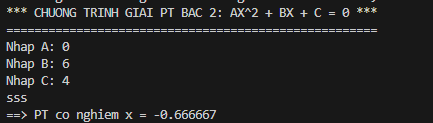 *** CHUONG TRINH GIAI PT BAC 2: AX^2 + BX + C = 0 ***
=====================================================
Nhap A: 0
Nhap B: 6
Nhap C: 4
sss
==> PT co nghiem x = -0.666667